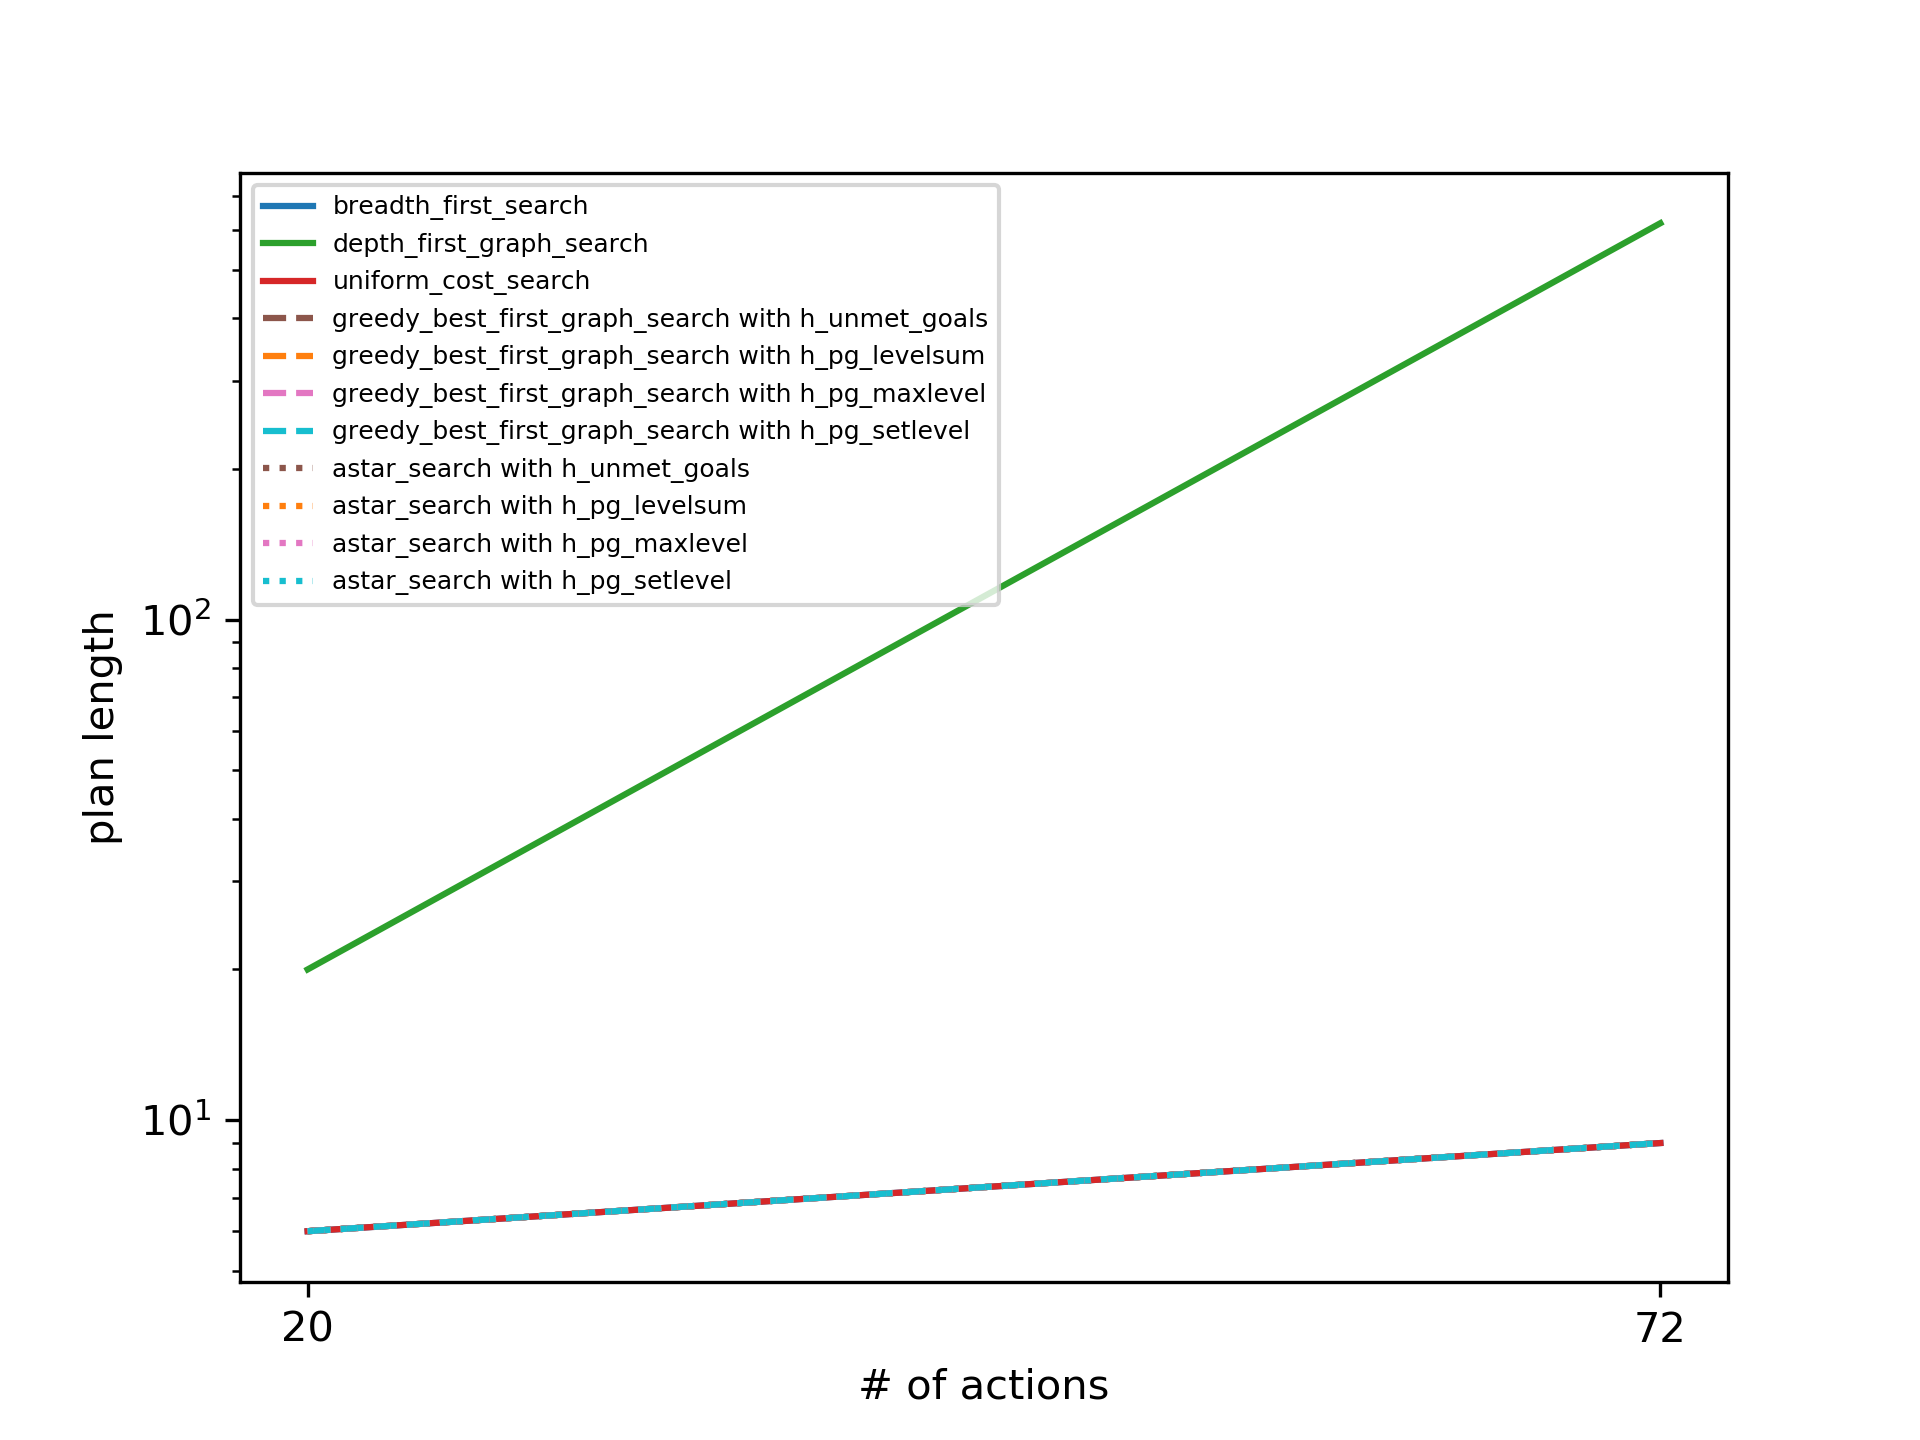 breadth_first_search
depth_first_graph_search
uniform_cost_search
greedy_best_first_graph_search with h_unmet_goals
greedy_best_first_graph_search with h_pg_levelsum
greedy_best_first_graph_search with h_pg_maxlevel
greedy_best_first_graph_search with h_pg_setlevel
astar_search with h_unmet_goals
astar_search with h_pg_levelsum
astar_search with h_pg_maxlevel
astar_search with h_pg_setlevel
10²
plan length
10¹
20 72
# of actions